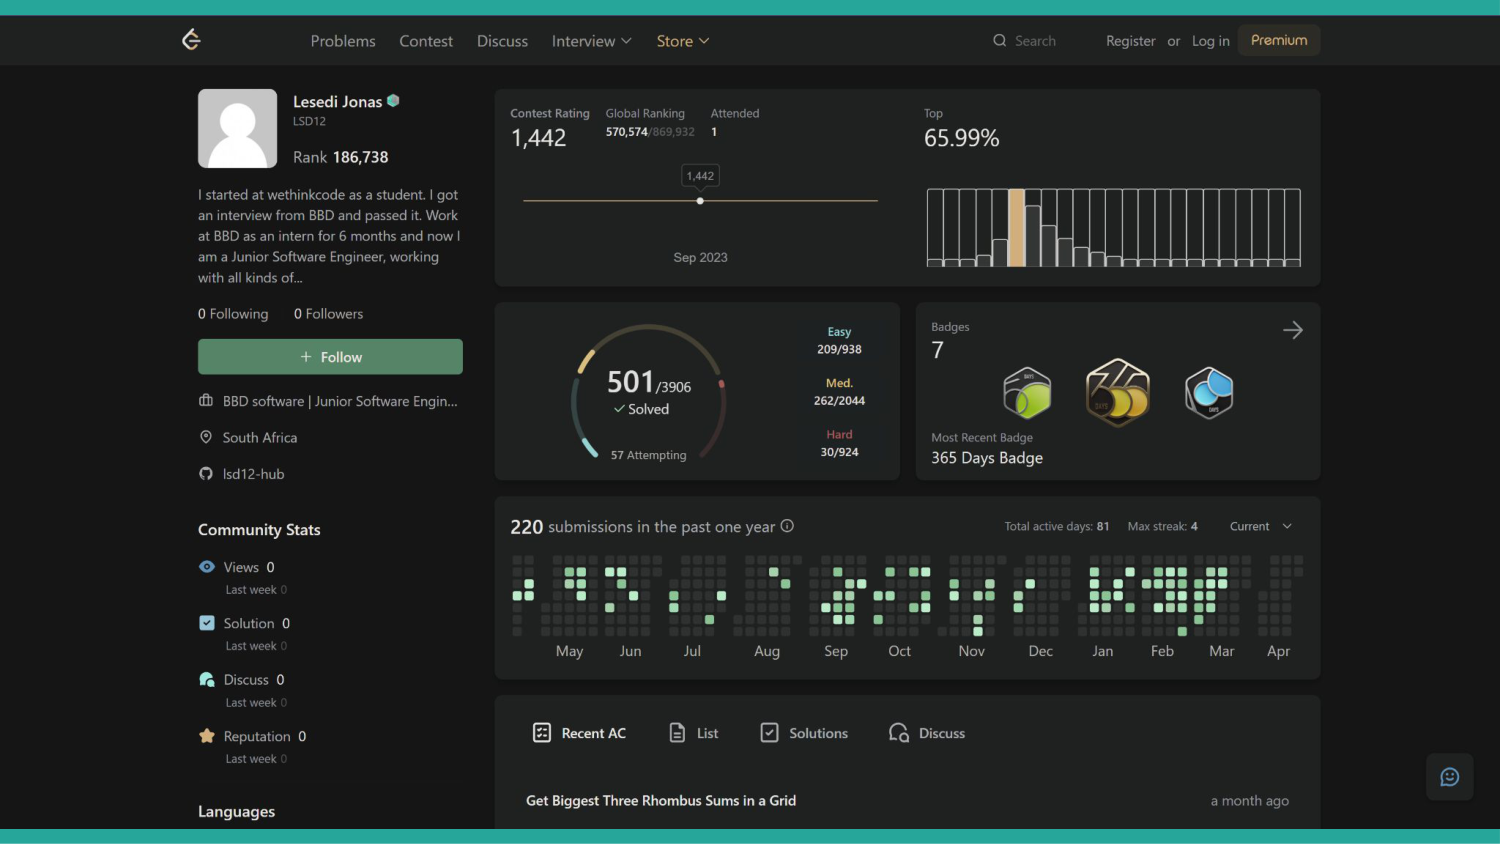 Problems Contest Discuss Interview Store Search Register or Log in Premium
Lesedi Jonas
LSD12
Rank 186,738
I started at wethinkcode as a student. I got
an interview from BBD and passed it. Work
at BBD as an intern for 6 months and now I
am a Junior Software Engineer, working
with all kinds of...
0 Following 0 Followers
+ Follow
BBD software | Junior Software Engin...
South Africa
lsd12-hub
Community Stats
Views 0
Last week 0
Solution 0
Last week 0
Discuss 0
Last week 0
Reputation 0
Last week 0
Languages
Contest Rating Global Ranking Attended
1,442 570,574/869,932 1
1,442
Sep 2023
Top
65.99%
501/3906
Solved
57 Attempting
Easy
209/938
Med.
262/2044
Hard
30/924
Badges
7
DAYS 365 DAYS DAYS
Most Recent Badge
365 Days Badge
220 submissions in the past one year Total active days: 81 Max streak: 4 Current
May Jun Jul Aug Sep Oct Nov Dec Jan Feb Mar Apr
Recent AC List Solutions Discuss
Get Biggest Three Rhombus Sums in a Grid a month ago